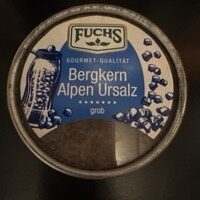 FUCHS
GOURMET-QUALITÄT
Bergkern
Alpen Ursalz
grob